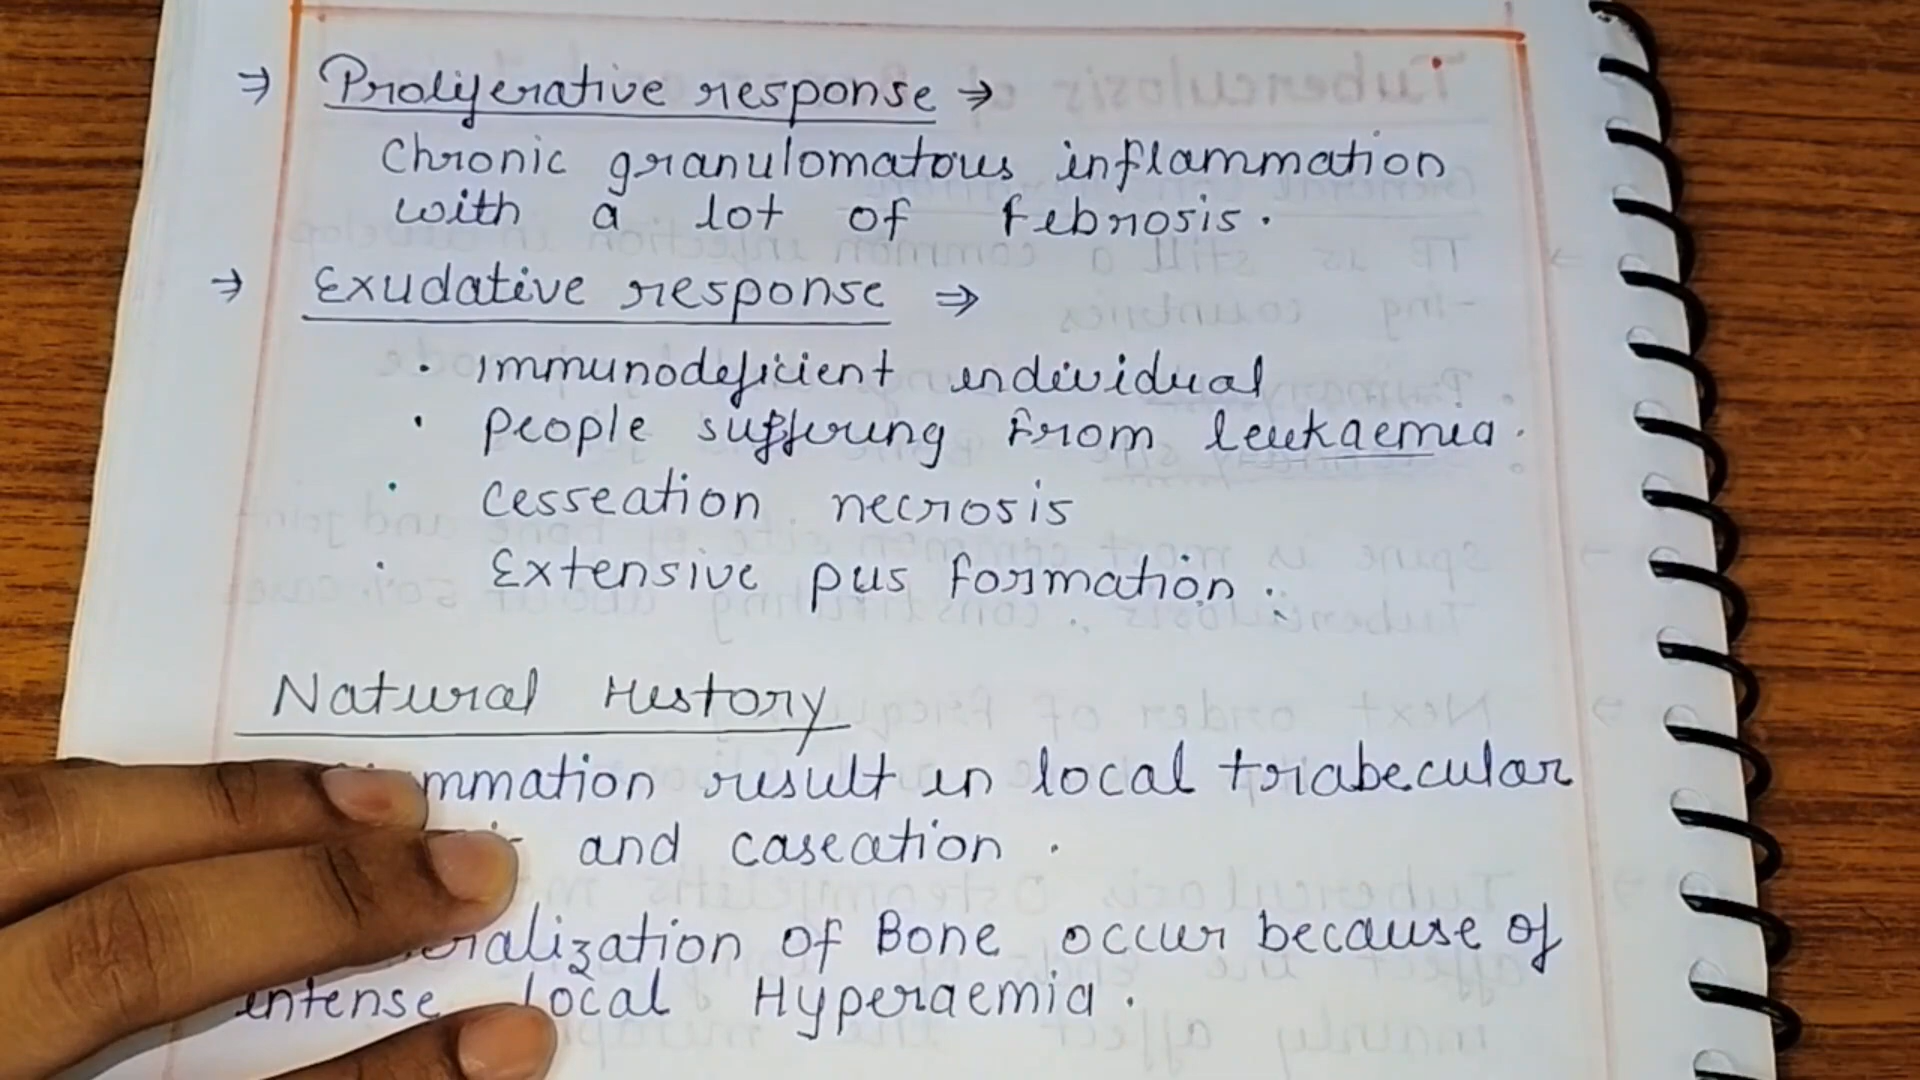 ⇒ Proliferative response →
Chronic granulomatous inflammation
with a lot of febrosis.
→ Exudative response ⇒
• immunodeficient individual
• people suffering from leukaemia.
• cesseation necrosis
• Extensive pus formation.
Natural History
mmation result in local trabecular
and caseation.
ralization of Bone occur because of
intense local Hyperaemia.